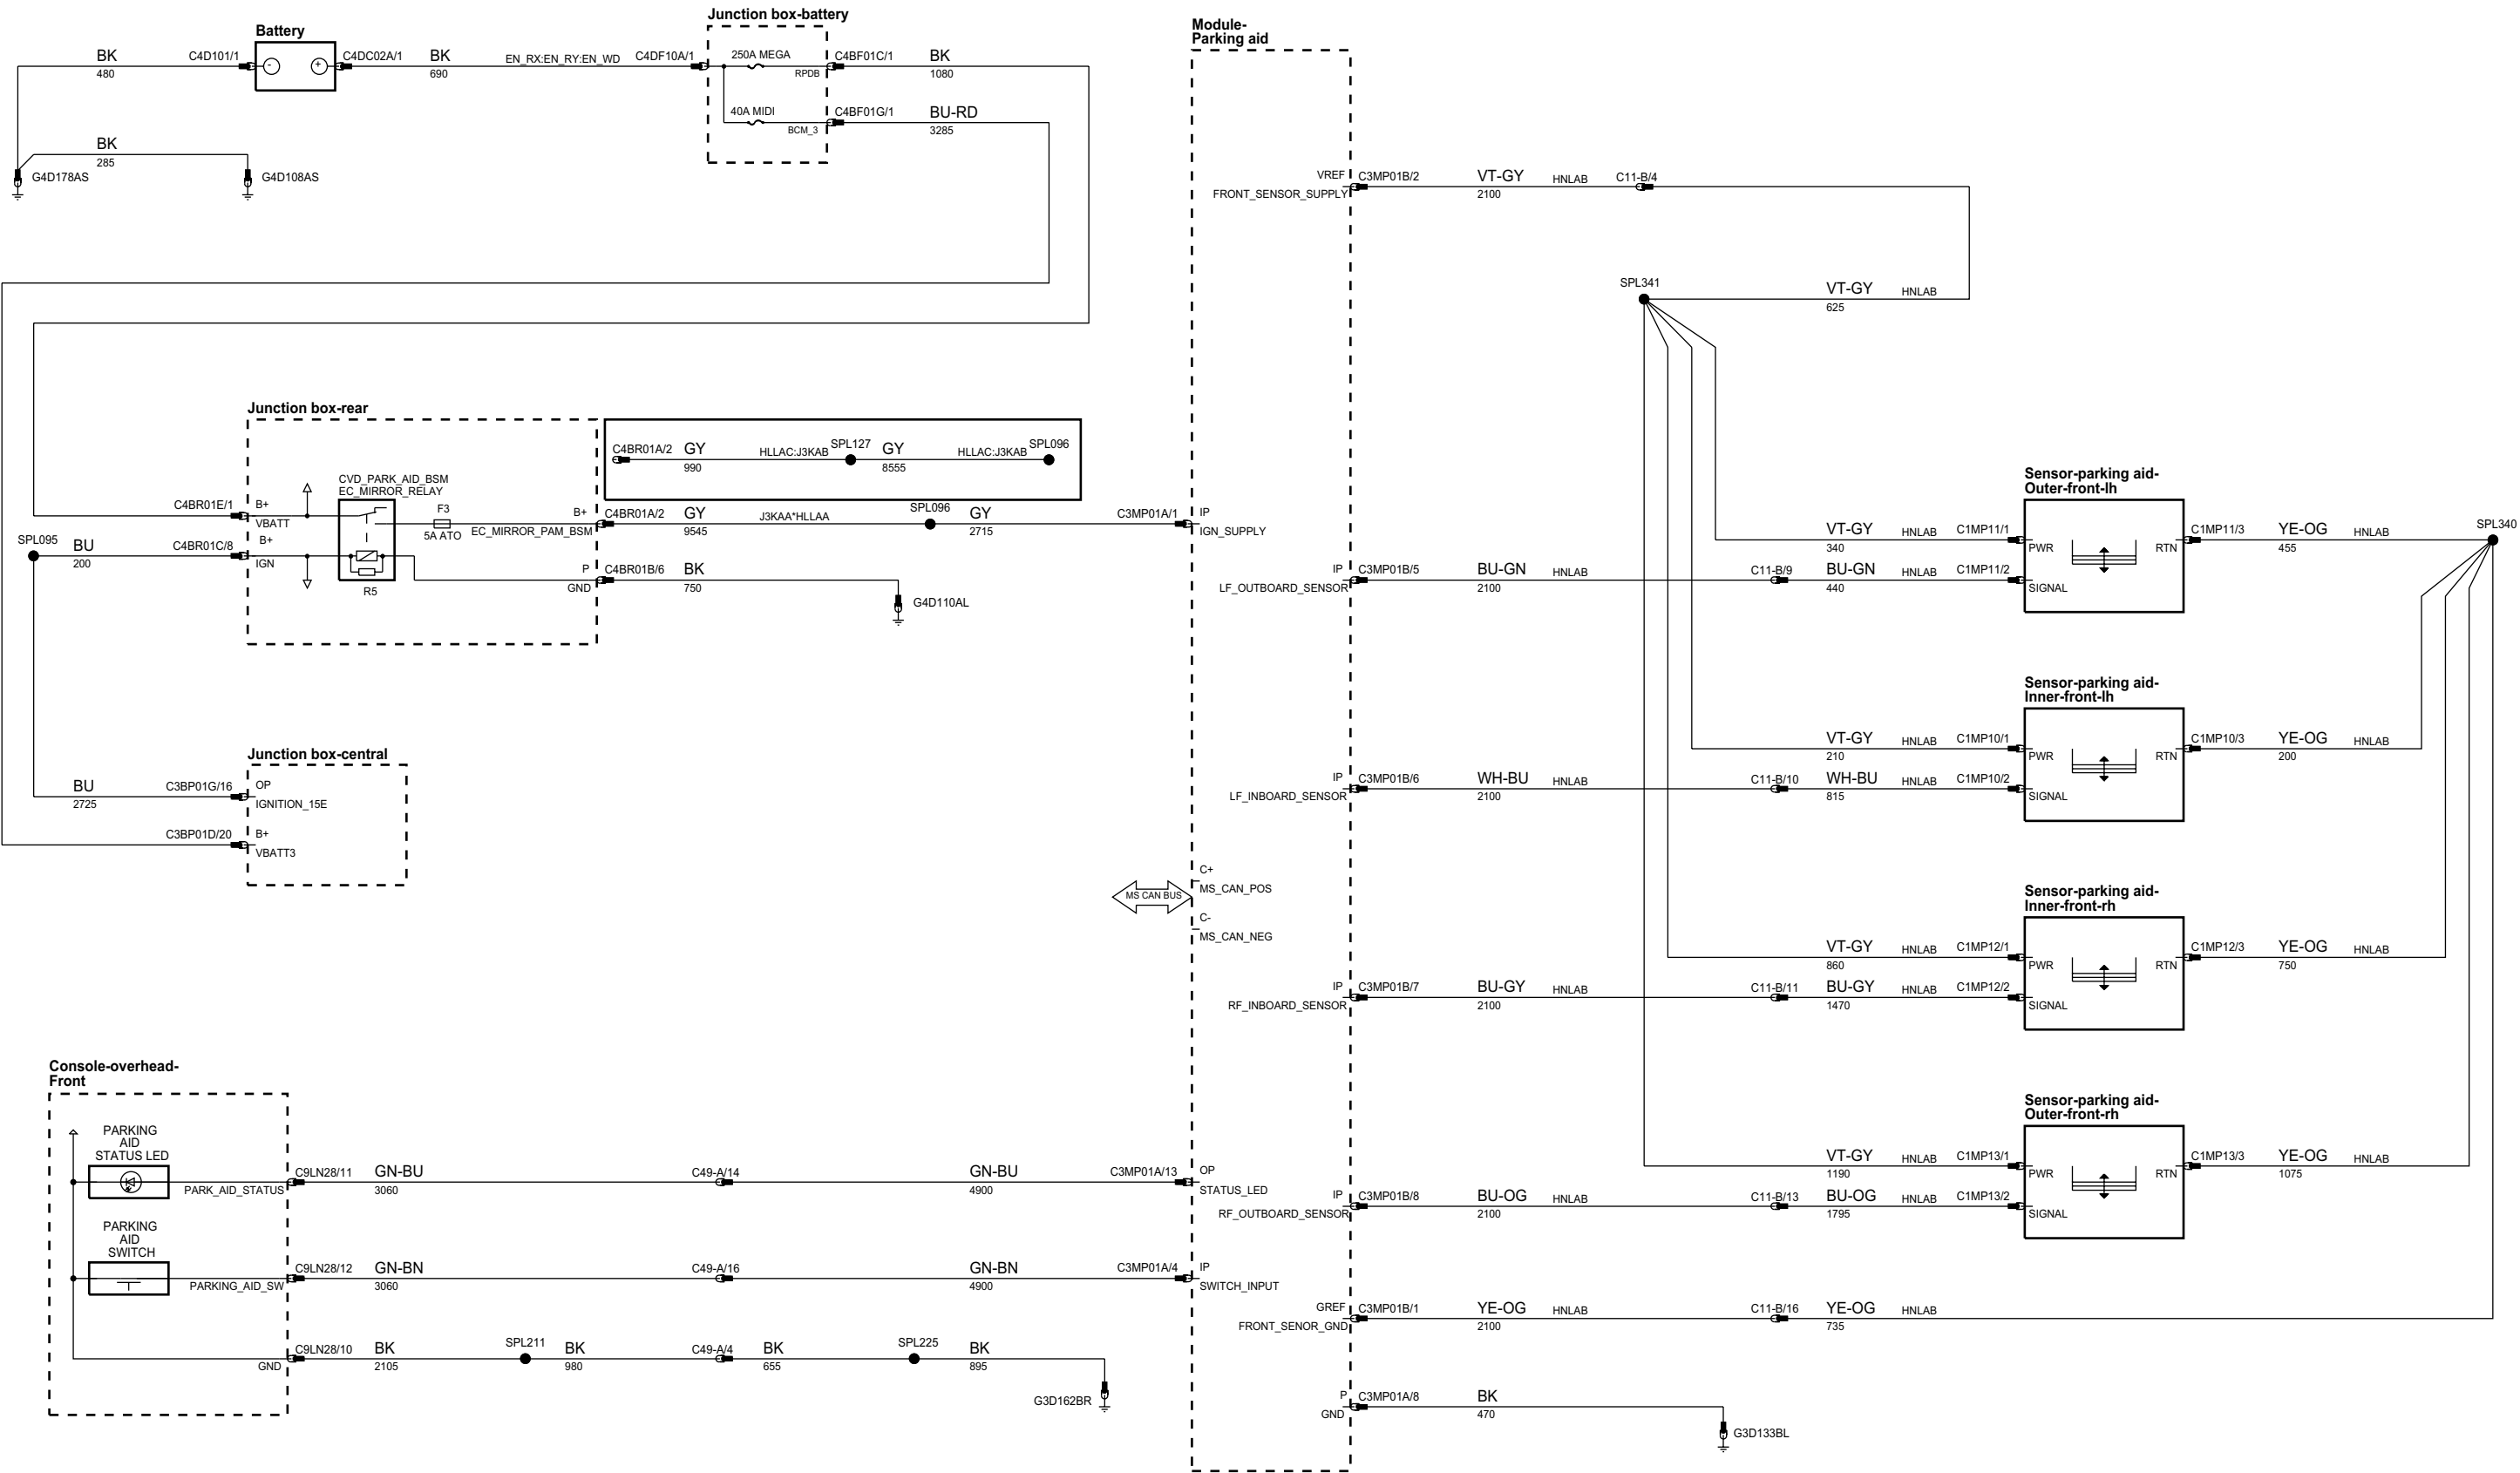 Battery
BK
480
C4D101/1
-
+
C4DC02A/1
BK
690
EN_RX:EN_RY:EN_WD
C4DF10A/1
BK
285
G4D178AS
G4D108AS
Junction box-battery
250A MEGA
RPDB
C4BF01C/1
BK
1080
40A MIDI
BCM_3
C4BF01G/1
BU-RD
3285
Junction box-rear
CVD_PARK_AID_BSM
EC_MIRROR_RELAY
C4BR01E/1
B+
VBATT
SPL095
BU
200
C4BR01C/8
B+
IGN
R5
F3
5A ATO
B+
EC_MIRROR_PAM_BSM
P
GND
C4BR01A/2
GY
990
HLLAC:J3KAB
SPL127
GY
8555
HLLAC:J3KAB
SPL096
C4BR01A/2
GY
9545
J3KAA*HLLAA
SPL096
GY
2715
C3MP01A/1
C4BR01B/6
BK
750
G4D110AL
Junction box-central
BU
2725
C3BP01G/16
OP
IGNITION_15E
C3BP01D/20
B+
VBATT3
Console-overhead-
Front
PARKING
AID
STATUS LED
PARK_AID_STATUS
C9LN28/11
GN-BU
3060
C49-A/14
GN-BU
4900
C3MP01A/13
PARKING
AID
SWITCH
PARKING_AID_SW
C9LN28/12
GN-BN
3060
C49-A/16
GN-BN
4900
C3MP01A/4
GND
C9LN28/10
BK
2105
SPL211
BK
980
C49-A/4
BK
655
SPL225
BK
895
G3D162BR
Module-
Parking aid
VREF
FRONT_SENSOR_SUPPLY
C3MP01B/2
VT-GY
2100
HNLAB
C11-B/4
IP
IGN_SUPPLY
IP
LF_OUTBOARD_SENSOR
C3MP01B/5
BU-GN
2100
HNLAB
C11-B/9
BU-GN
440
HNLAB
C1MP11/2
IP
LF_INBOARD_SENSOR
C3MP01B/6
WH-BU
2100
HNLAB
C11-B/10
WH-BU
815
HNLAB
C1MP10/2
MS CAN BUS
C+
MS_CAN_POS
C-
MS_CAN_NEG
IP
RF_INBOARD_SENSOR
C3MP01B/7
BU-GY
2100
HNLAB
C11-B/11
BU-GY
1470
HNLAB
C1MP12/2
OP
STATUS_LED
IP
RF_OUTBOARD_SENSOR
C3MP01B/8
BU-OG
2100
HNLAB
C11-B/13
BU-OG
1795
HNLAB
C1MP13/2
IP
SWITCH_INPUT
GREF
FRONT_SENOR_GND
C3MP01B/1
YE-OG
2100
HNLAB
C11-B/16
YE-OG
735
HNLAB
P
GND
C3MP01A/8
BK
470
G3D133BL
SPL341
VT-GY
625
HNLAB
Sensor-parking aid-
Outer-front-lh
VT-GY
340
HNLAB
C1MP11/1
PWR
SIGNAL
RTN
C1MP11/3
YE-OG
455
HNLAB
SPL340
Sensor-parking aid-
Inner-front-lh
VT-GY
210
HNLAB
C1MP10/1
PWR
SIGNAL
RTN
C1MP10/3
YE-OG
200
HNLAB
Sensor-parking aid-
Inner-front-rh
VT-GY
860
HNLAB
C1MP12/1
PWR
SIGNAL
RTN
C1MP12/3
YE-OG
750
HNLAB
Sensor-parking aid-
Outer-front-rh
VT-GY
1190
HNLAB
C1MP13/1
PWR
SIGNAL
RTN
C1MP13/3
YE-OG
1075
HNLAB